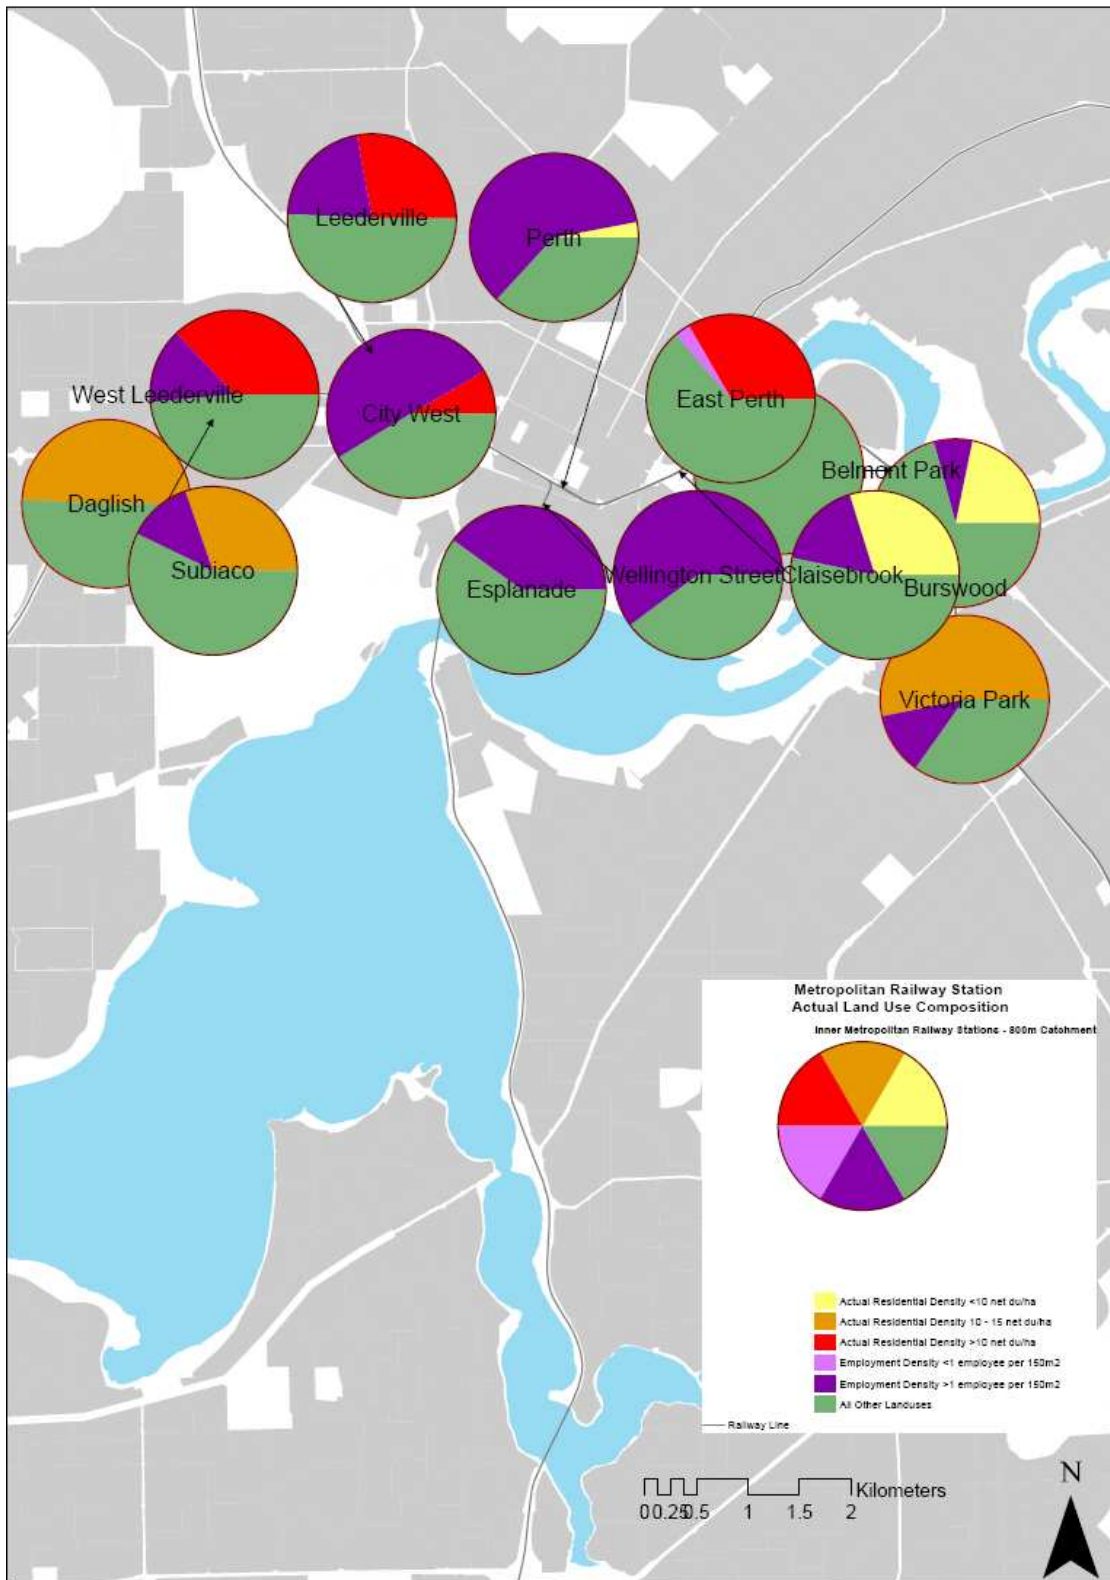 Leederville
Perth
West Leederville
City West
East Perth
Belmont Park
Daglish
Subiaco
Esplanade
Wellington Street
Claisebrook
Burswood
Victoria Park
Metropolitan Railway Station
Actual Land Use Composition
Inner Metropolitan Railway Stations - 800m Catchment
Actual Residential Density <10 net du/ha
Actual Residential Density 10 - 15 net du/ha
Actual Residential Density >10 net du/ha
Employment Density <1 employee per 150m2
Employment Density >1 employee per 150m2
All Other Landuses
Railway Line
Kilometers
0 0.25 0.5 1 1.5 2
N